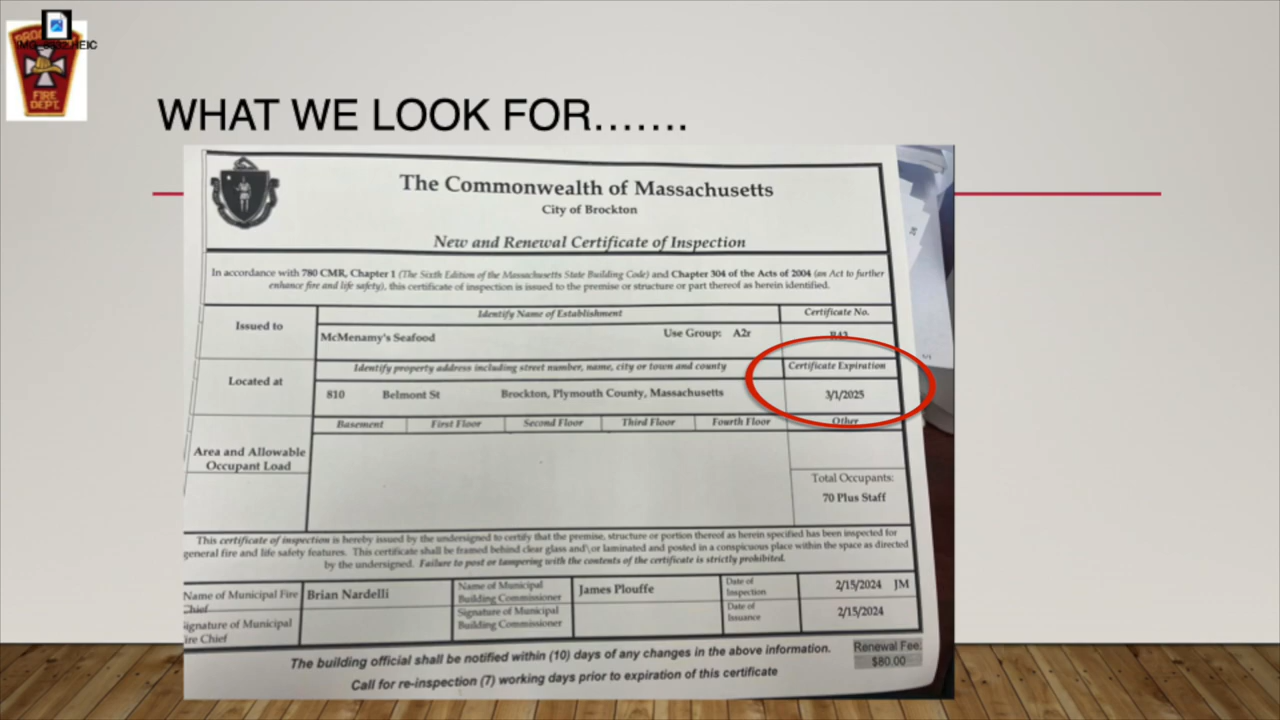 IMG_6332.HEIC
FIRE
DEPT.
WHAT WE LOOK FOR.......
The Commonwealth of Massachusetts
City of Brockton
New and Renewal Certificate of Inspection
In accordance with 780 CMR, Chapter 1 (The Sixth Edition of the Massachusetts State Building Code) and Chapter 304 of the Acts of 2004 (an Act to further
enhance fire and life safety), this certificate of inspection is issued to the premise or structure or part thereof as herein identified.
Issued to
Identify Name of Establishment
Certificate No.
McMenamy's Seafood Use Group: A2r
Located at
Identify property address including street number, name, city or town and county
Certificate Expiration
810 Belmont St Brockton, Plymouth County, Massachusetts
3/1/2025
Basement First Floor Second Floor Third Floor Fourth Floor Other
Area and Allowable
Occupant Load
Total Occupants:
70 Plus Staff
This certificate of inspection is hereby issued by the undersigned to certify that the premise, structure or portion thereof as herein specified has been inspected for
general fire and life safety features. This certificate shall be framed behind clear glass and\or laminated and posted in a conspicuous place within the space as directed
by the undersigned. Failure to post or tampering with the contents of the certificate is strictly prohibited.
Name of Municipal Fire
Chief
Brian Nardelli
Name of Municipal
Building Commissioner
James Plouffe
Date of
Inspection
2/15/2024 JM
Signature of Municipal
Fire Chief
Signature of Municipal
Building Commissioner
Date of
Issuance
2/15/2024
The building official shall be notified within (10) days of any changes in the above information.
Call for re-inspection (7) working days prior to expiration of this certificate
Renewal Fee:
$80.00